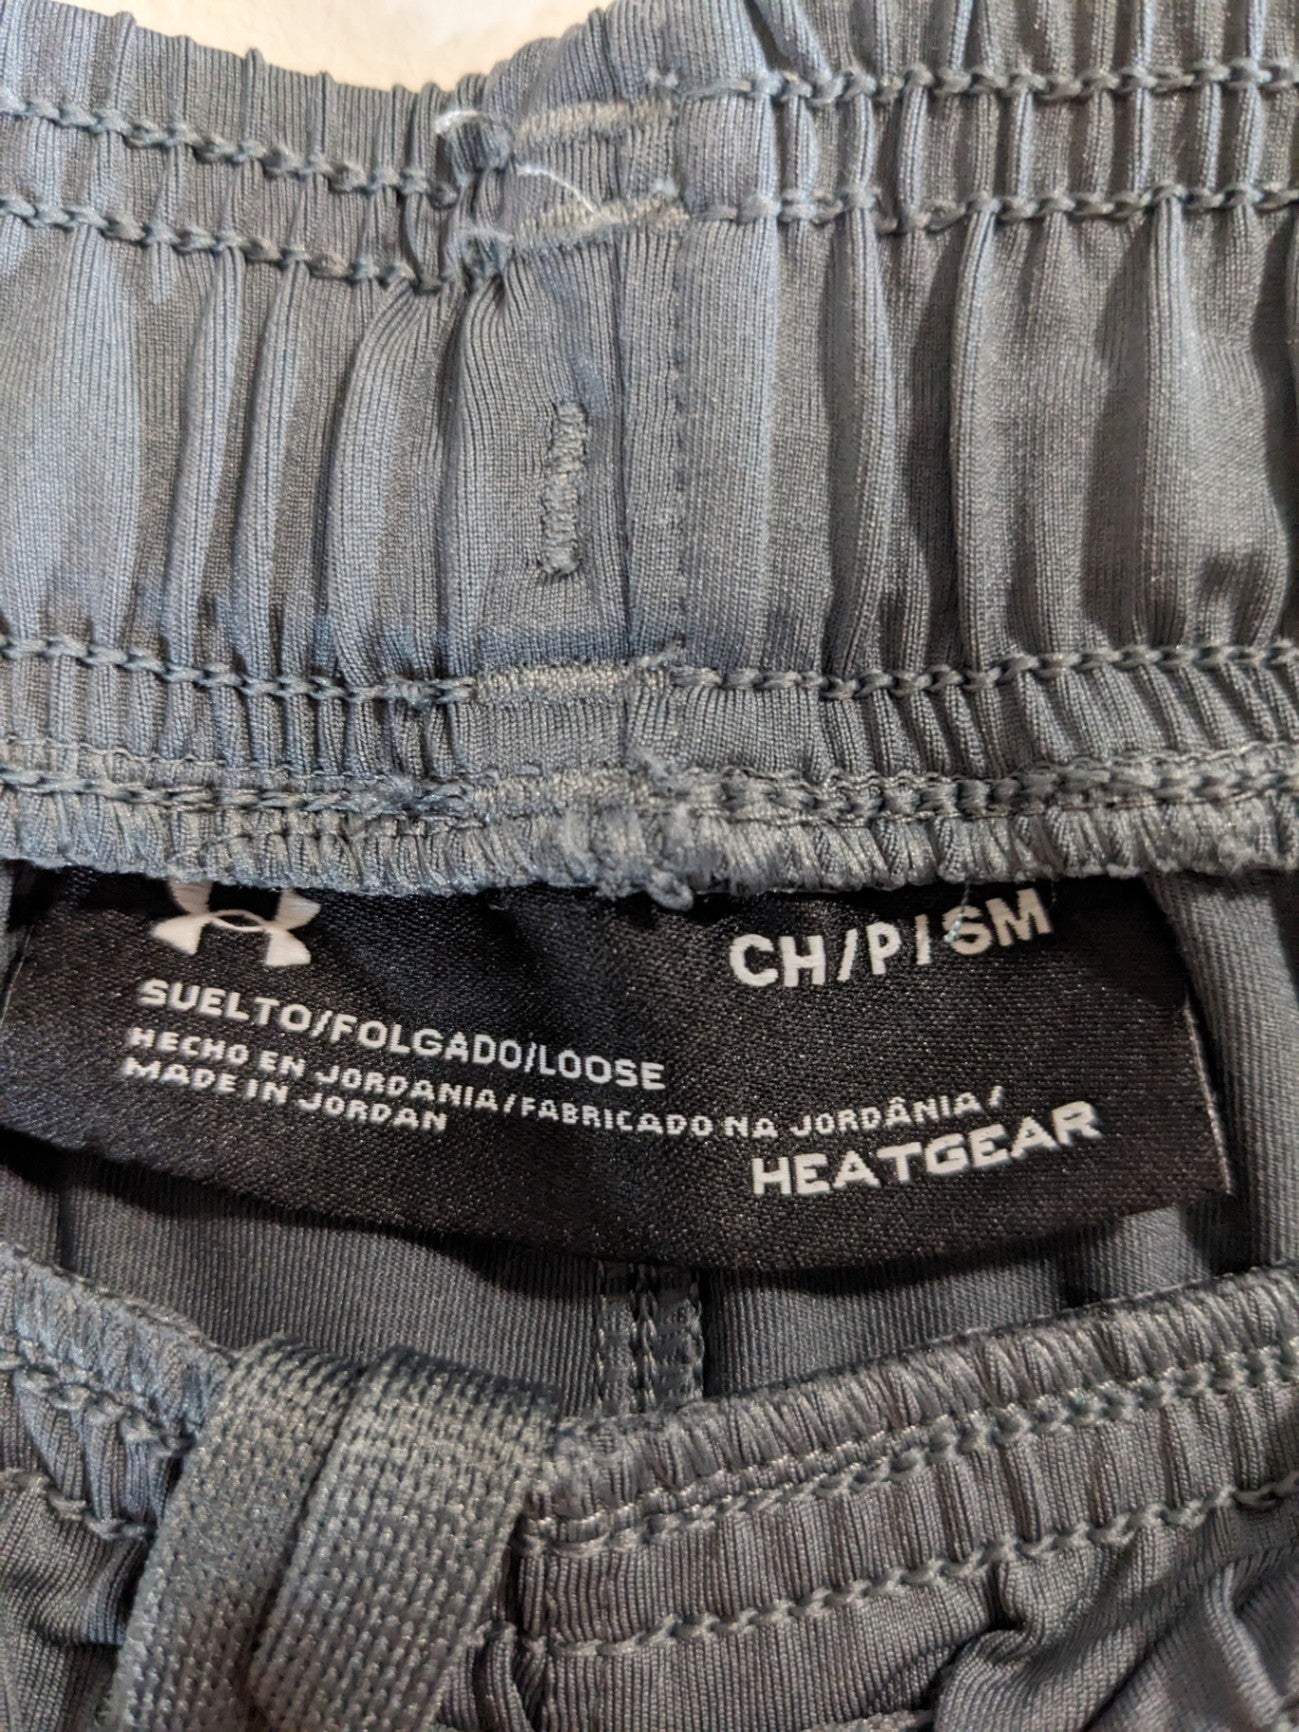 CH/P/SM
SUELTO/FOLGADO/LOOSE
HECHO EN JORDANIA/FABRICADO NA JORDÂNIA/
MADE IN JORDAN
HEATGEAR